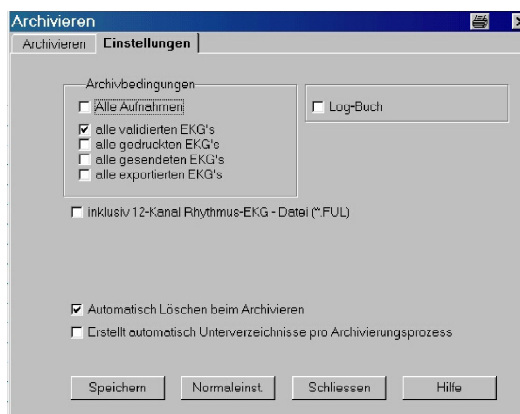 Archivieren
Archivieren Einstellungen
Archivbedingungen
Alle Aufnahmen
Log-Buch
alle validierten EKG's
alle gedruckten EKG's
alle gesendeten EKG's
alle exportierten EKG's
inklusiv 12-Kanal Rhythmus-EKG - Datei (*.FUL)
Automatisch Löschen beim Archivieren
Erstellt automatisch Unterverzeichnisse pro Archivierungsprozess
Speichern Normaleinst. Schliessen Hilfe